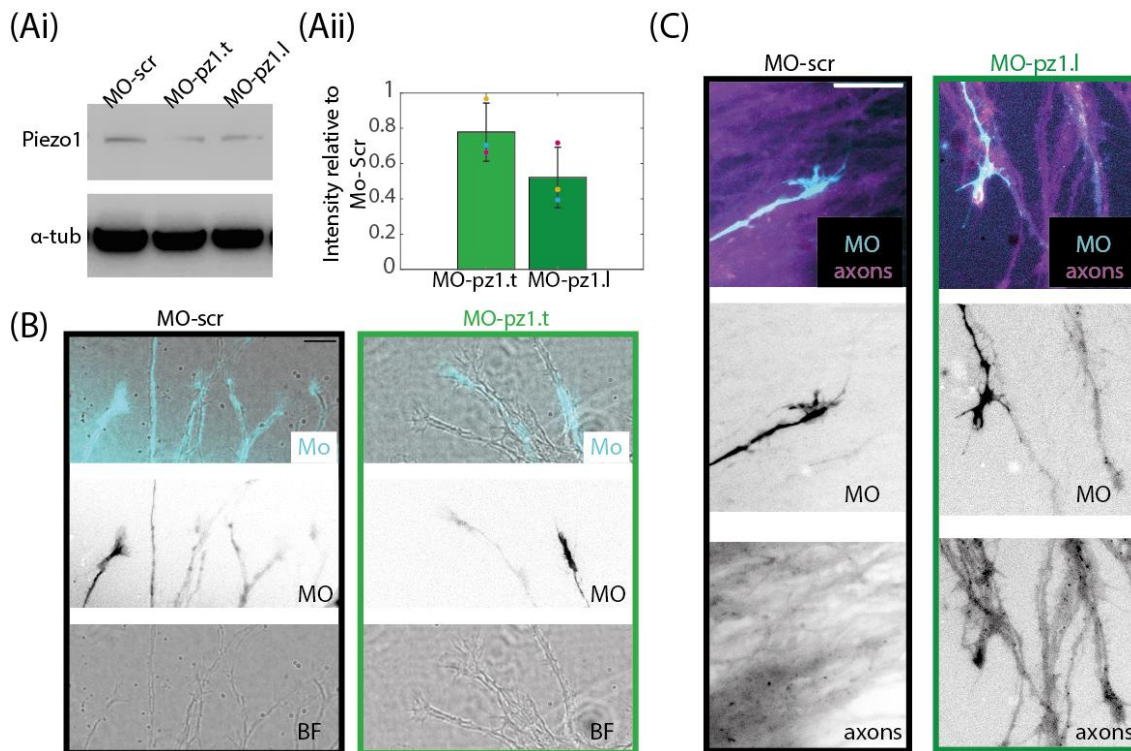 (Ai)
MO-scr
MO-pz1.t
MO-pz1.l
Piezo1
α-tub
(Aii)
Intensity relative to
Mo- Scr
1
0.8
0.6
0.4
0.2
0
MO-pz1.t
MO-pz1.l
(B)
MO-scr
MO-pz1.t
Mo
Mo
MO
MO
BF
BF
(C)
MO-scr
MO-pz1.l
MO
axons
MO
axons
MO
MO
axons
axons